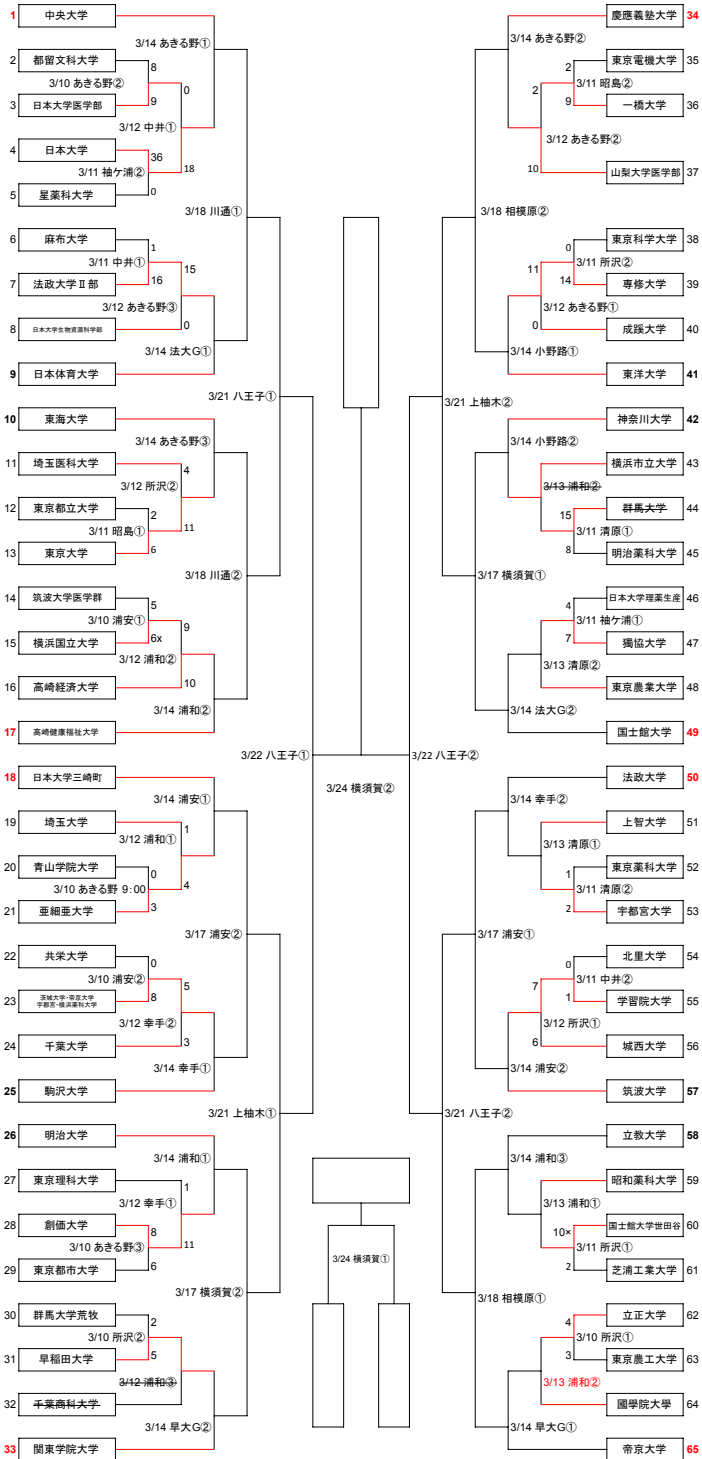 1 中央大学
3/14 あきる野①
2 都留文科大学
8
3/10 あきる野②
0
3 日本大学医学部
9
3/12 中井①
4 日本大学
36
3/11 袖ケ浦②
18
5 星薬科大学
0
3/18 川通①
6 麻布大学
1
3/11 中井①
15
7 法政大学Ⅱ部
16
3/12 あきる野③
8 日本大学生物資源科学部
0
3/14 法大G①
9 日本体育大学
3/21 八王子①
10 東海大学
3/14 あきる野③
11 埼玉医科大学
4
3/12 所沢②
12 東京都立大学
2
3/11 昭島①
11
13 東京大学
6
3/18 川通②
14 筑波大学医学群
5
3/10 浦安①
9
15 横浜国立大学
6x
3/12 浦和②
16 高崎経済大学
10
3/14 浦和②
17 高崎健康福祉大学
3/22 八王子①
18 日本大学三崎町
3/14 浦安①
19 埼玉大学
1
3/12 浦和①
20 青山学院大学
0
3/10 あきる野 9:00
4
21 亜細亜大学
3
3/17 浦安②
22 共栄大学
0
3/10 浦安②
5
23 茨城大学・帝京大学
宇都宮・横浜薬科大学
8
3/12 幸手②
24 千葉大学
3
3/14 幸手①
25 駒沢大学
3/21 上柚木①
26 明治大学
3/14 浦和①
27 東京理科大学
1
3/12 幸手①
28 創価大学
8
3/10 あきる野③
11
29 東京都市大学
6
3/17 横須賀②
30 群馬大学荒牧
2
3/10 所沢②
31 早稲田大学
5
3/12 浦和③
32 千葉商科大学
3/14 早大G②
33 関東学院大学
3/24 横須賀②
3/24 横須賀①
慶應義塾大学 34
3/14 あきる野②
東京電機大学 35
2
3/11 昭島②
2
一橋大学 36
9
3/12 あきる野②
山梨大学医学部 37
10
3/18 相模原②
東京科学大学 38
0
3/11 所沢②
11
専修大学 39
14
3/12 あきる野①
成蹊大学 40
0
3/14 小野路①
東洋大学 41
3/21 上柚木②
神奈川大学 42
3/14 小野路②
横浜市立大学 43
3/13 浦和②
群馬大学 44
15
3/11 清原①
明治薬科大学 45
8
3/17 横須賀①
日本大学理薬生産 46
4
3/11 袖ケ浦①
獨協大学 47
7
3/13 清原②
東京農業大学 48
3/14 法大G②
国士館大学 49
3/22 八王子②
法政大学 50
3/14 幸手②
上智大学 51
3/13 清原①
東京薬科大学 52
1
3/11 清原②
宇都宮大学 53
2
3/17 浦安①
北里大学 54
0
3/11 中井②
7
学習院大学 55
1
3/12 所沢①
城西大学 56
6
3/14 浦安②
筑波大学 57
3/21 八王子②
立教大学 58
3/14 浦和③
昭和薬科大学 59
3/13 浦和①
国士館大学世田谷 60
10×
3/11 所沢①
芝浦工業大学 61
2
3/18 相模原①
立正大学 62
4
3/10 所沢①
東京農工大学 63
3
3/13 浦和②
國學院大學 64
3/14 早大G①
帝京大学 65